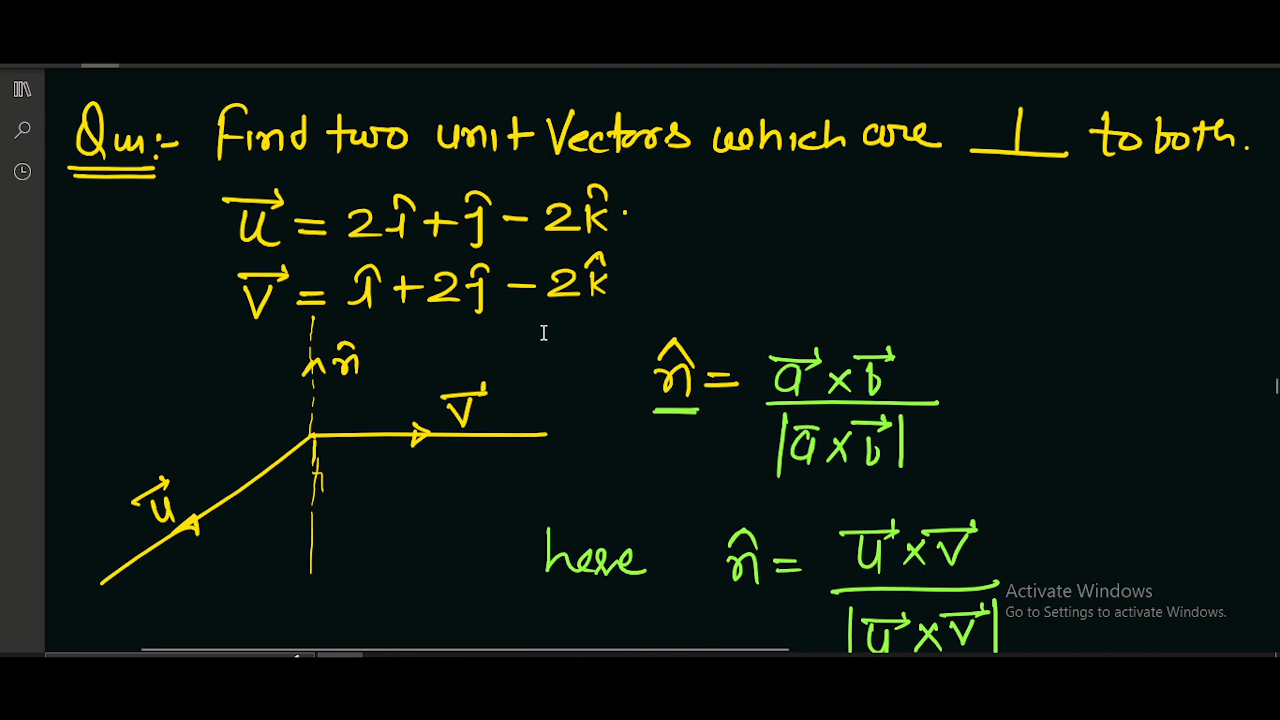 Qn:- Find two unit Vectors which are ⊥ to both.
u⃗ = 2î + ĵ - 2k̂.
v⃗ = î + 2ĵ - 2k̂
n̂
v⃗
u⃗
n̂ = a⃗ × b⃗
|a̅ × b⃗|
here n̂ = u⃗ × v⃗
|u⃗ × v⃗|
Activate Windows
Go to Settings to activate Windows.